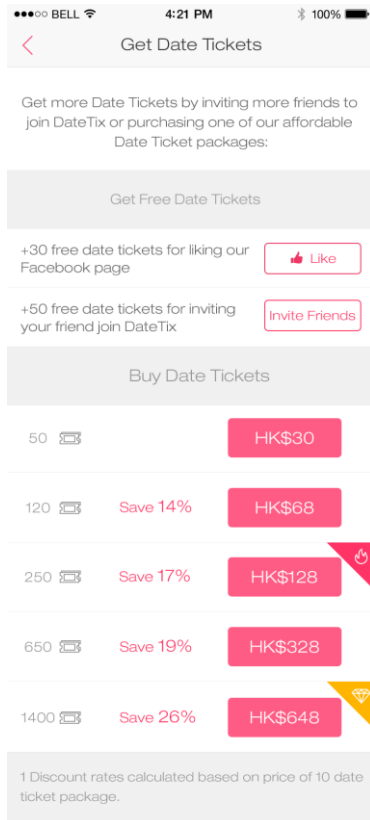 BELL 4:21 PM 100%
Get Date Tickets
Get more Date Tickets by inviting more friends to
join DateTix or purchasing one of our affordable
Date Ticket packages:
Get Free Date Tickets
+30 free date tickets for liking our
Facebook page
Like
+50 free date tickets for inviting
your friend join DateTix
Invite Friends
Buy Date Tickets
50 HK$30
120 Save 14% HK$68
250 Save 17% HK$128
650 Save 19% HK$328
1400 Save 26% HK$648
1 Discount rates calculated based on price of 10 date
ticket package.